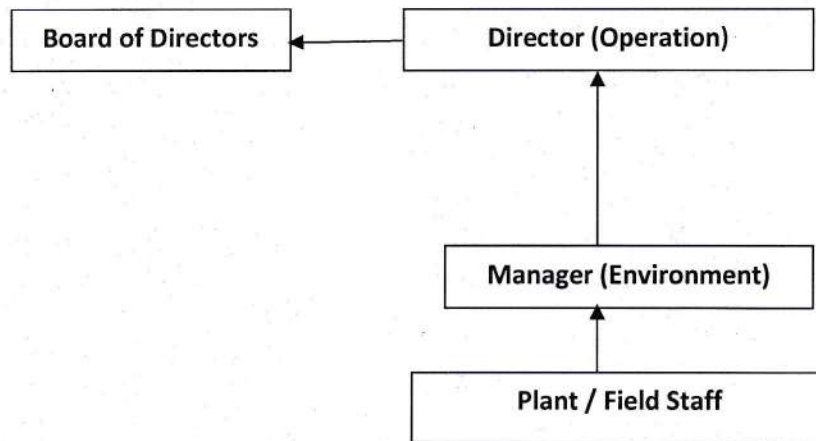 Board of Directors
Director (Operation)
Manager (Environment)
Plant / Field Staff